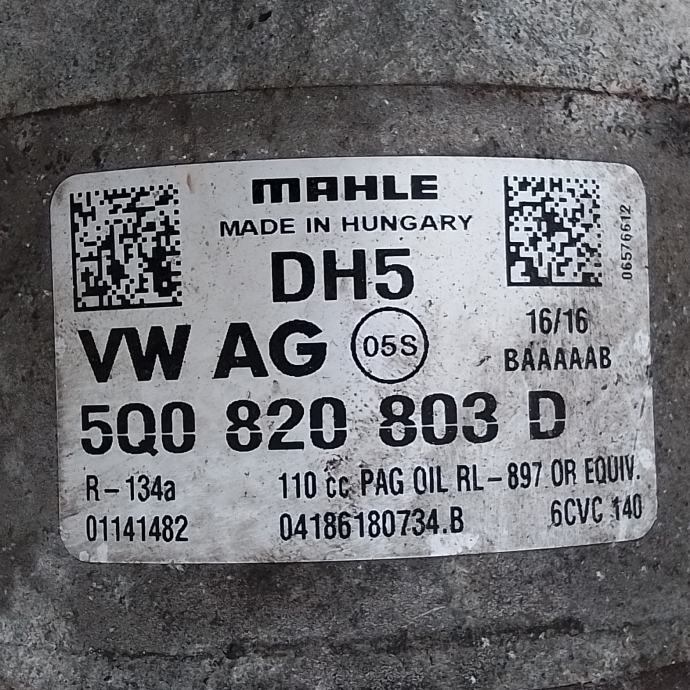 MAHLE
MADE IN HUNGARY
06576612
DH5
16/16
VW AG 05S
BAAAAAB
5Q0 820 803 D
R-134a 110 cc PAG OIL RL-897 OR EQUIV.
01141482 04186180734.B 6CVC 140